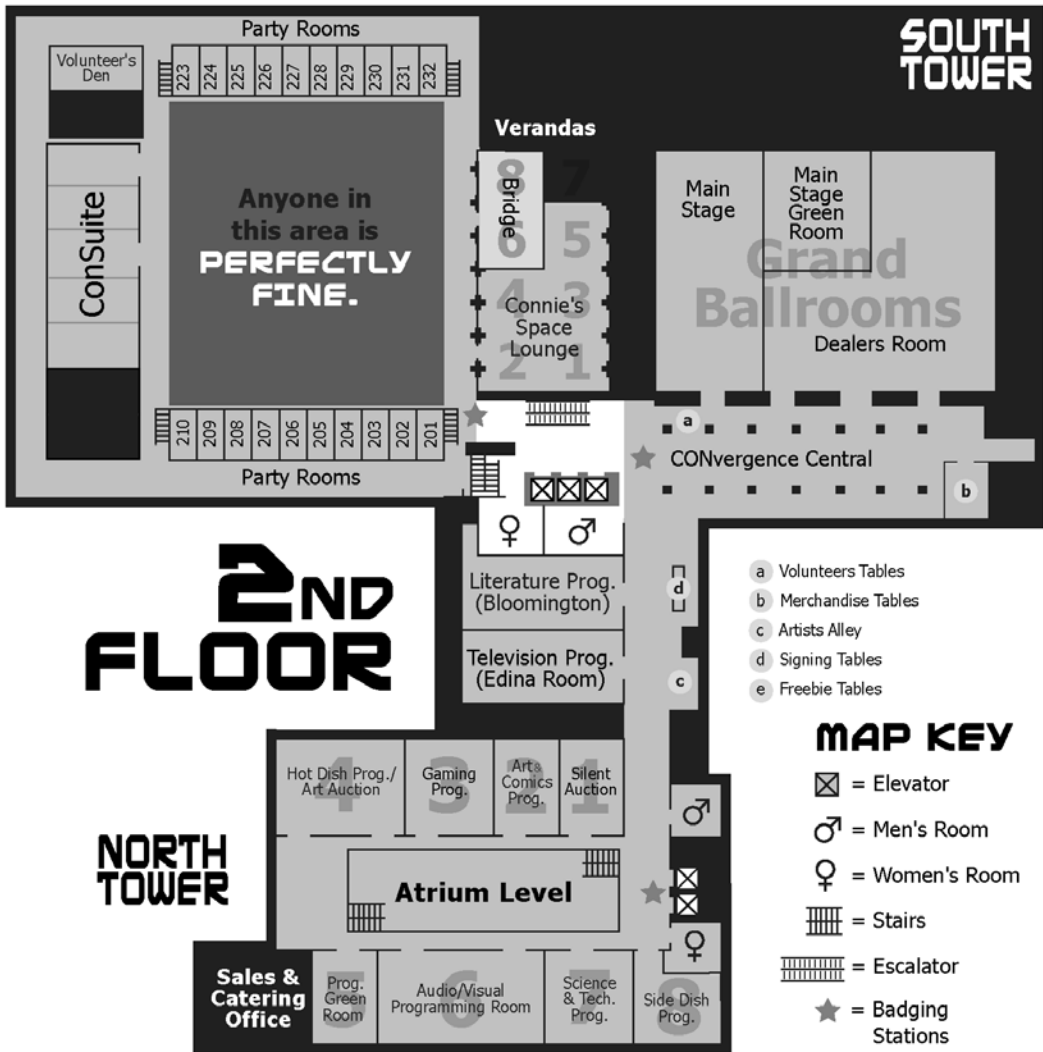 Party Rooms
SOUTH
TOWER
Volunteer's
Den
223
224
225
226
227
228
229
230
231
232
Verandas
ConSuite
Anyone in
this area is
PERFECTLY
FINE.
8
7
Bridge
6
5
4
3
Connie's
Space
Lounge
2
1
Main
Stage
Main
Stage
Green
Room
Grand
Ballrooms
Dealers Room
210
209
208
207
206
205
204
203
202
201
Party Rooms
a
CONvergence Central
b
2ND
FLOOR
Literature Prog.
(Bloomington)
d
Television Prog.
(Edina Room)
c
a Volunteers Tables
b Merchandise Tables
c Artists Alley
d Signing Tables
e Freebie Tables
MAP KEY
= Elevator
♂ = Men's Room
♀ = Women's Room
= Stairs
= Escalator
★ = Badging
Stations
4
Hot Dish Prog./
Art Auction
3
Gaming
Prog.
2
Art &
Comics
Prog.
1
Silent
Auction
NORTH
TOWER
Atrium Level
Sales &
Catering
Office
5
Prog.
Green
Room
6
Audio/Visual
Programming Room
7
Science
& Tech.
Prog.
8
Side Dish
Prog.